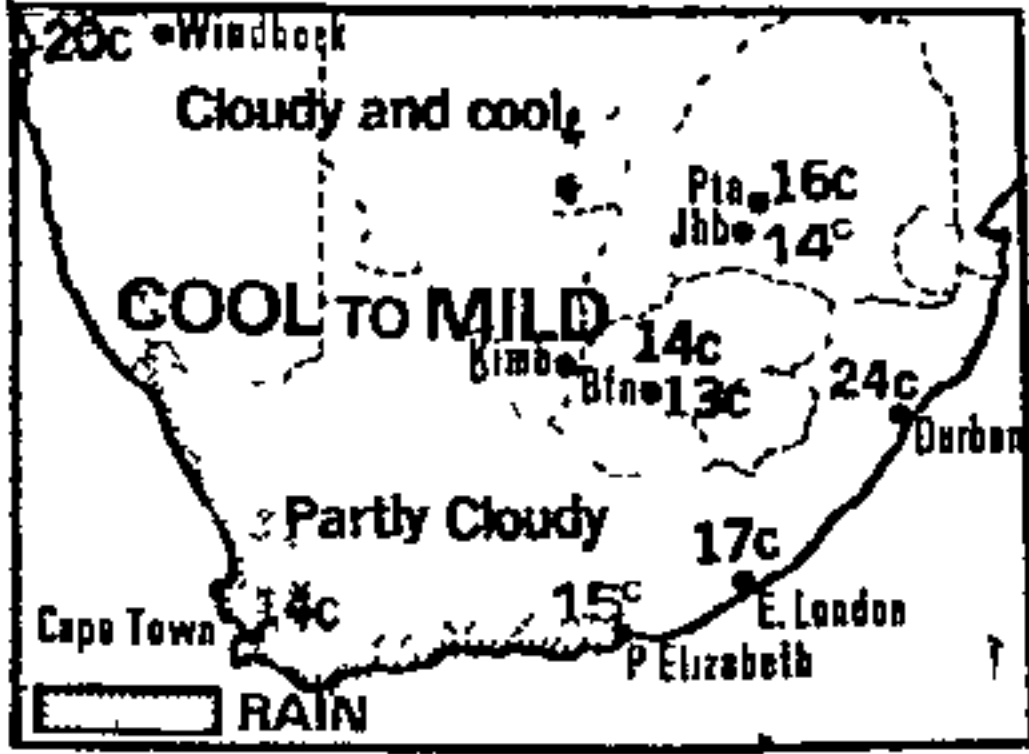 20c Windhoek
Cloudy and cool
Pta 16c
Jhb 14c
COOL TO MILD
Kimb 14c
Bfn 13c
24c
Durban
Partly Cloudy
17c
14c 15c
Cape Town E. London
P Elizabeth
RAIN